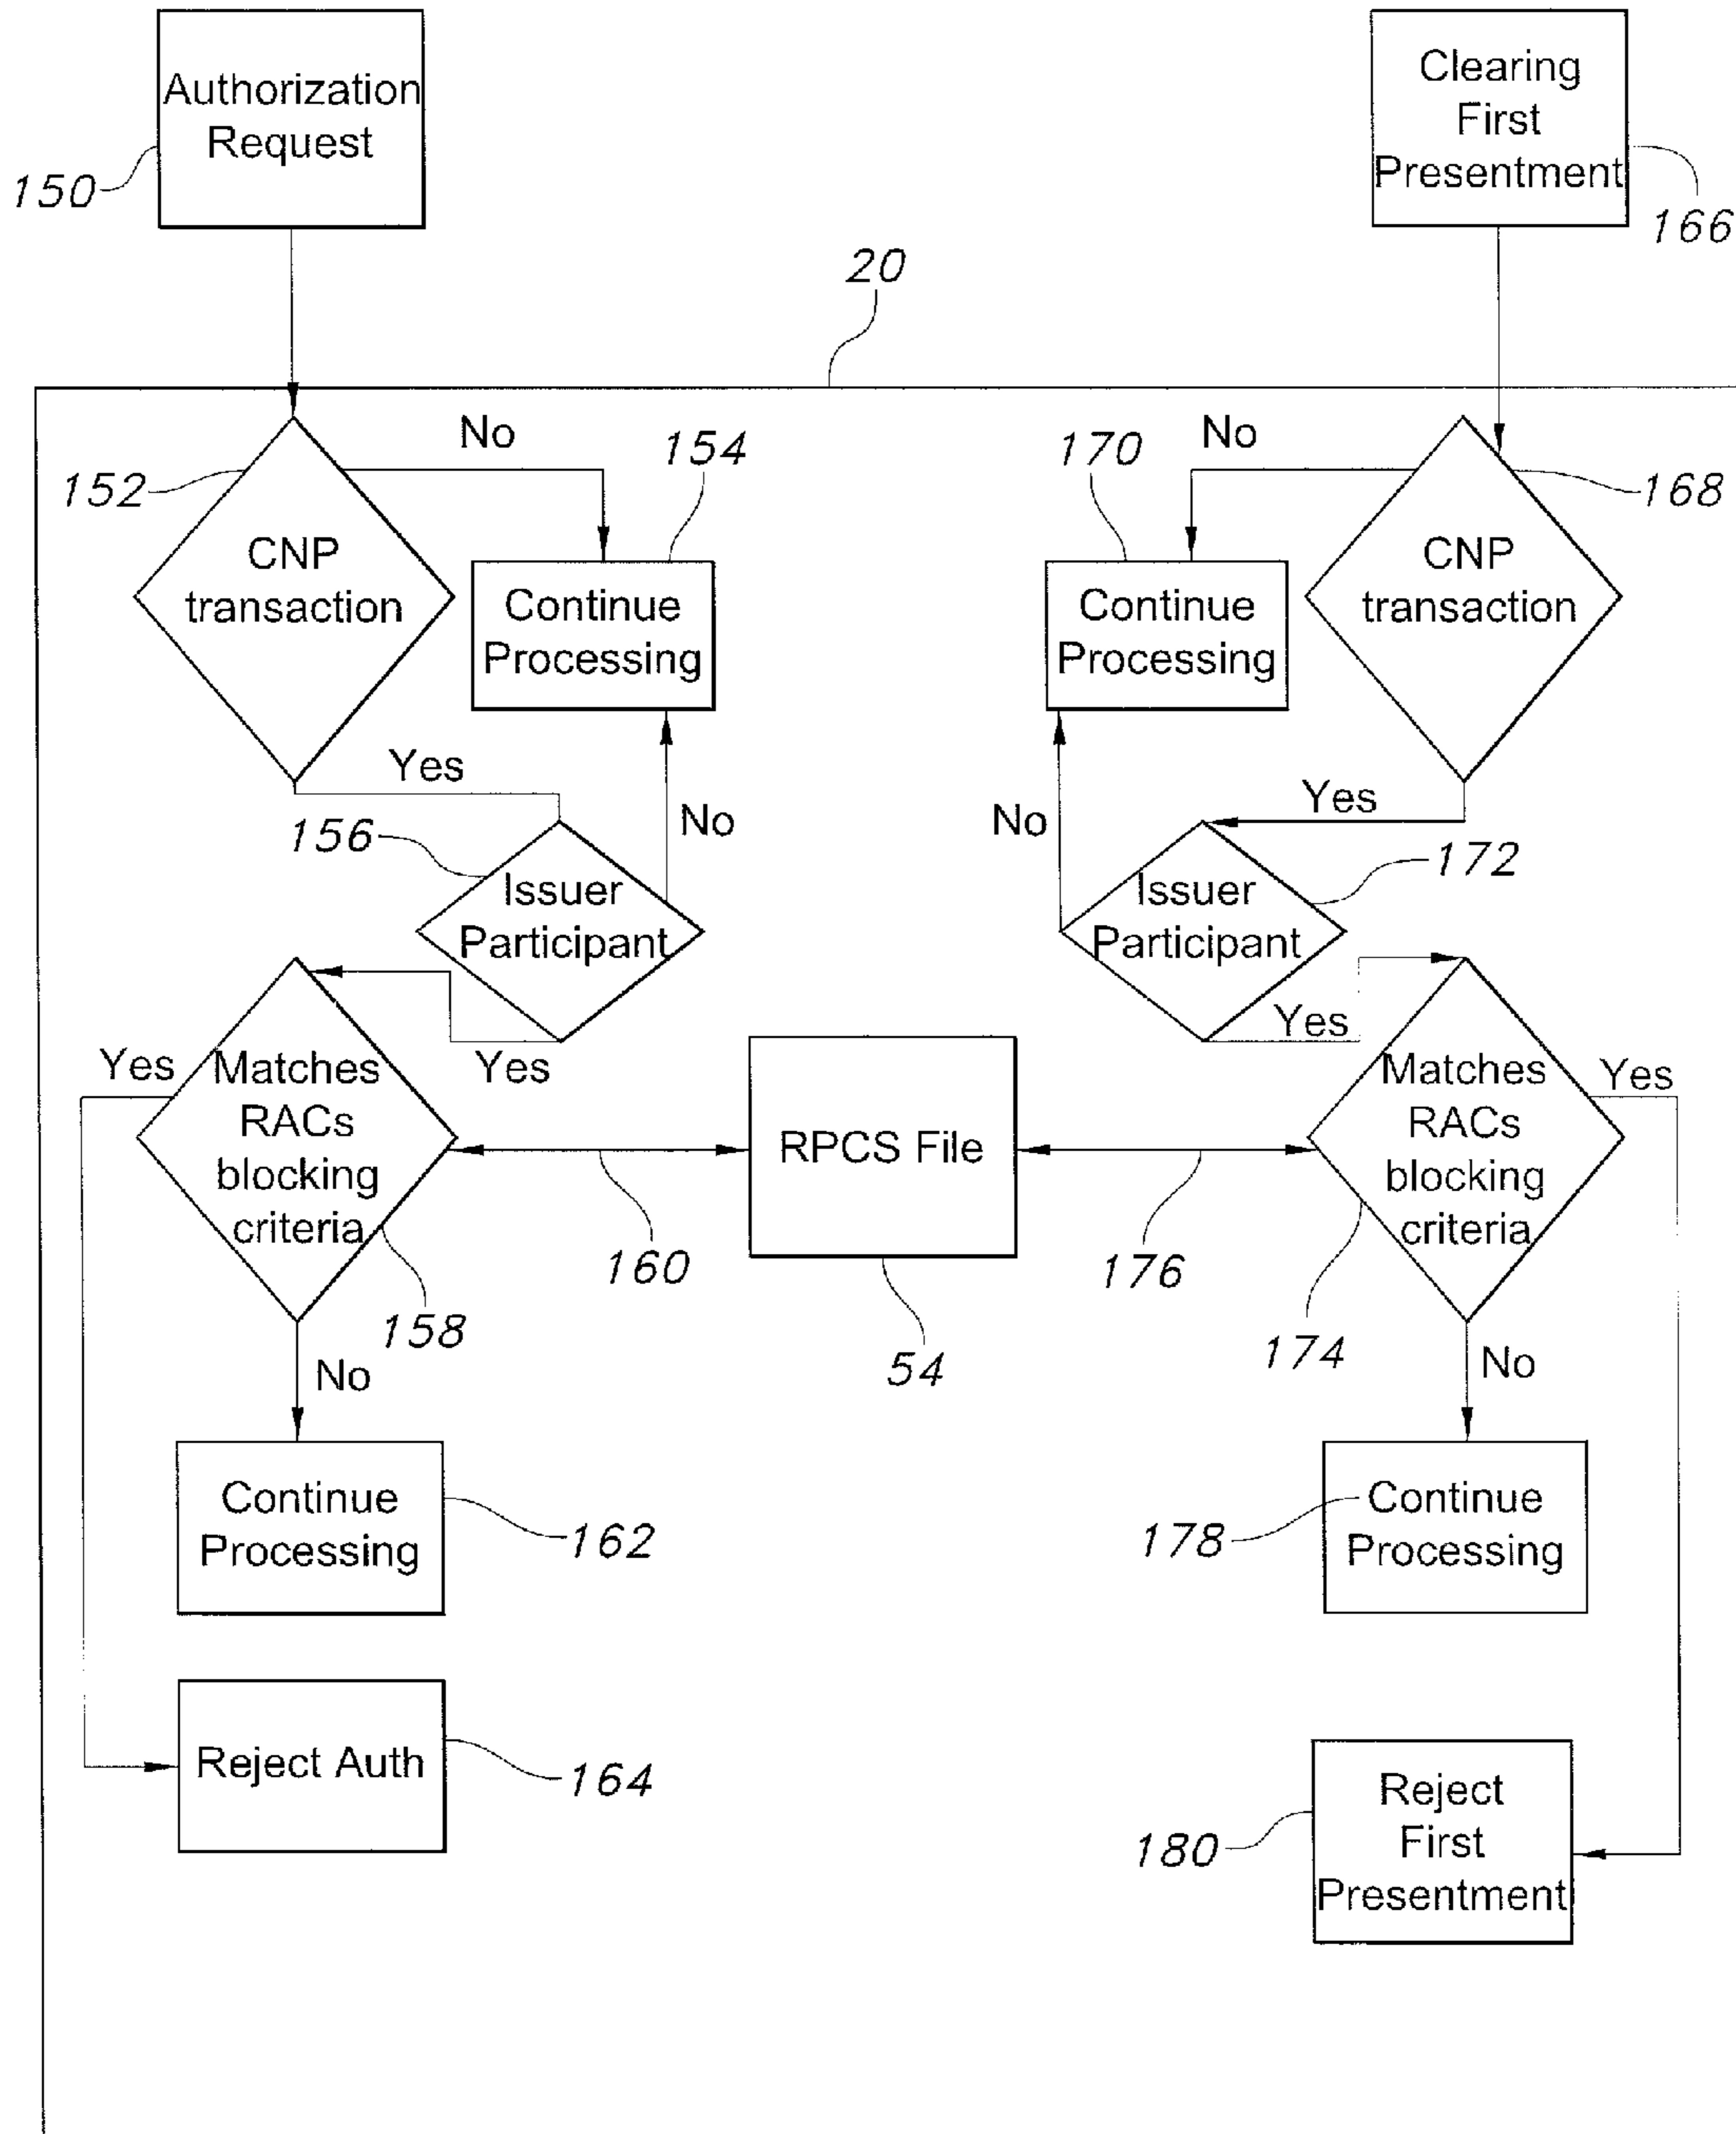 Authorization
Request
150
Clearing
First
Presentment
166
20
No
154
152
CNP
transaction
Continue
Processing
170
No
168
Continue
Processing
CNP
transaction
Yes
No
156
Issuer
Participant
Yes
No
172
Issuer
Participant
Yes
Yes
Matches
RACs
blocking
criteria
Yes
RPCS File
160
54
158
Yes
Matches
RACs
blocking
criteria
Yes
176
174
No
Continue
Processing
162
No
178
Continue
Processing
Reject Auth
164
Reject
First
Presentment
180